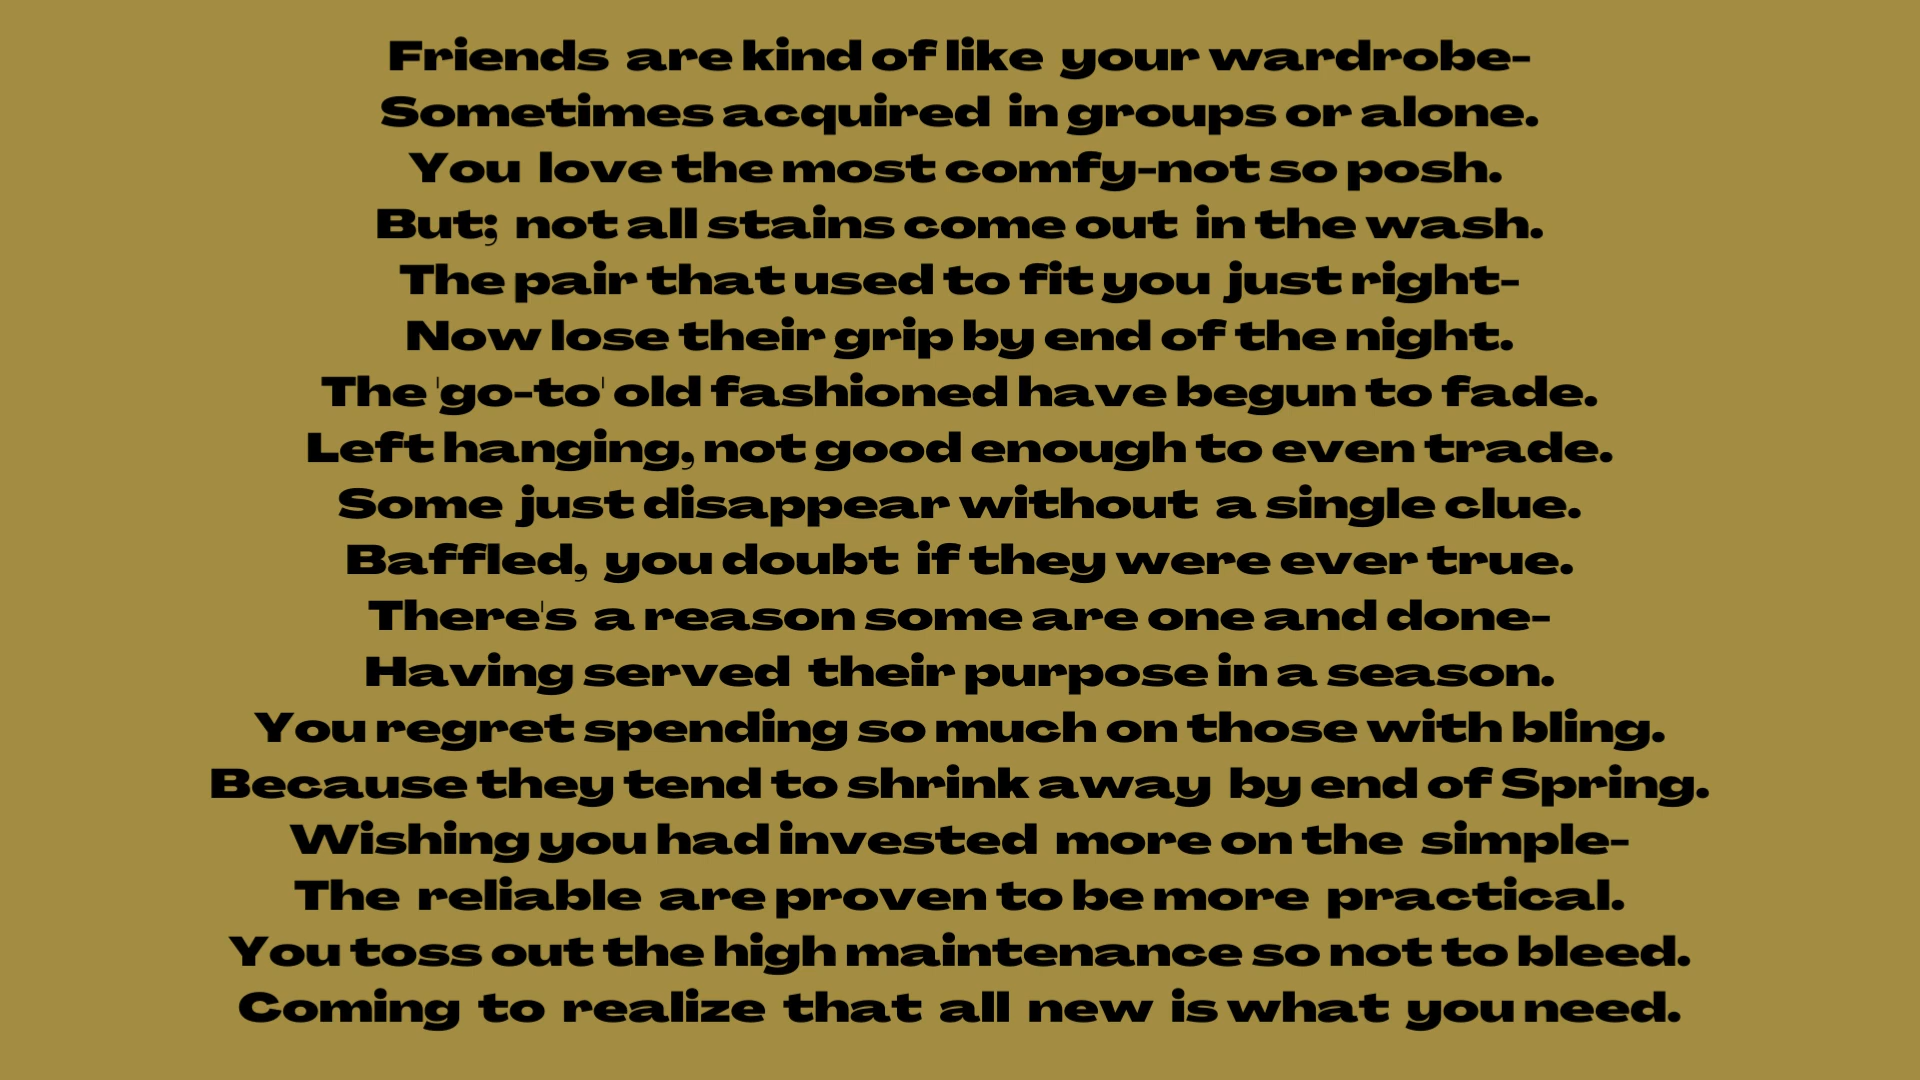 Friends are kind of like your wardrobe-
Sometimes acquired in groups or alone.
You love the most comfy-not so posh.
But; not all stains come out in the wash.
The pair that used to fit you just right-
Now lose their grip by end of the night.
The 'go-to' old fashioned have begun to fade.
Left hanging, not good enough to even trade.
Some just disappear without a single clue.
Baffled, you doubt if they were ever true.
There's a reason some are one and done-
Having served their purpose in a season.
You regret spending so much on those with bling.
Because they tend to shrink away by end of Spring.
Wishing you had invested more on the simple-
The reliable are proven to be more practical.
You toss out the high maintenance so not to bleed.
Coming to realize that all new is what you need.